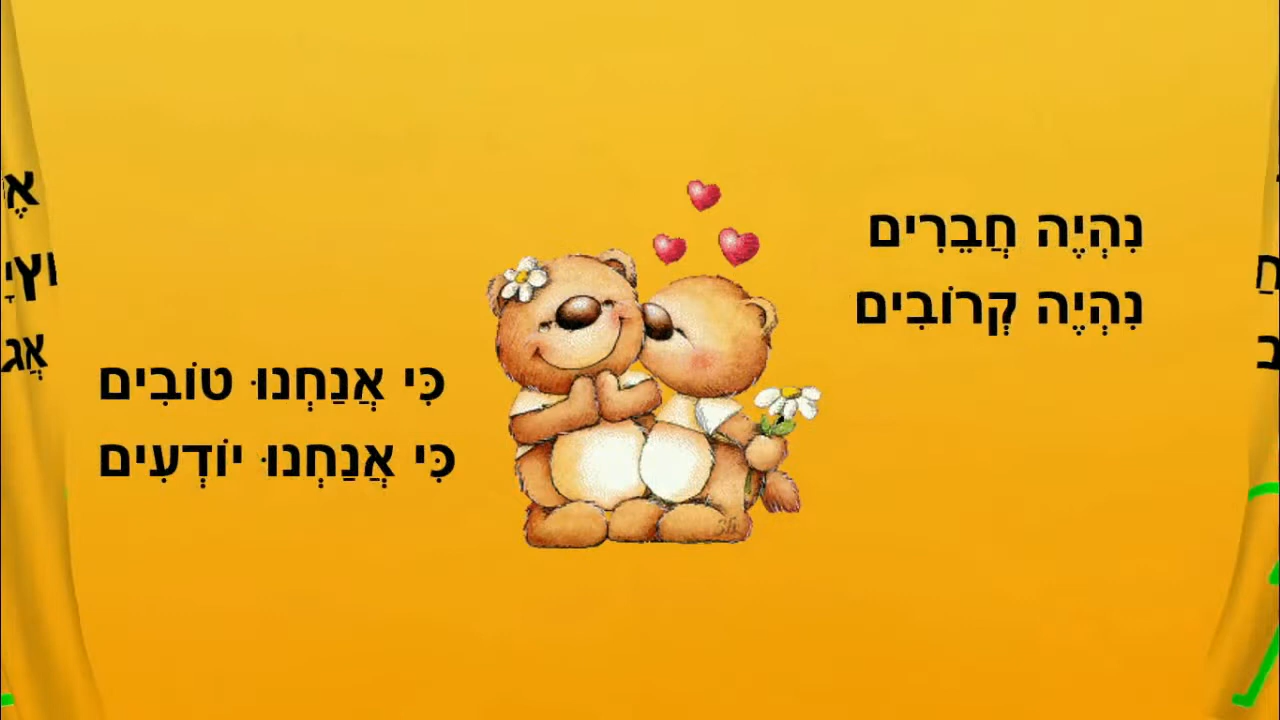 נִהְיֶה חֲבֵרִים
נִהְיֶה קְרוֹבִים
כִּי אֲנַחְנוּ טוֹבִים
כִּי אֲנַחְנוּ יוֹדְעִים